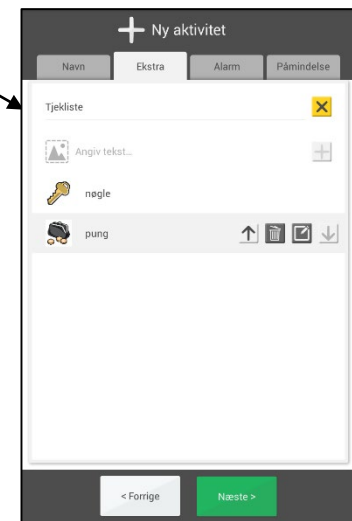 Ny aktivitet
Navn Ekstra Alarm Påmindelse
Tjekliste
Angiv tekst...
nøgle
pung
< Forrige Næste >